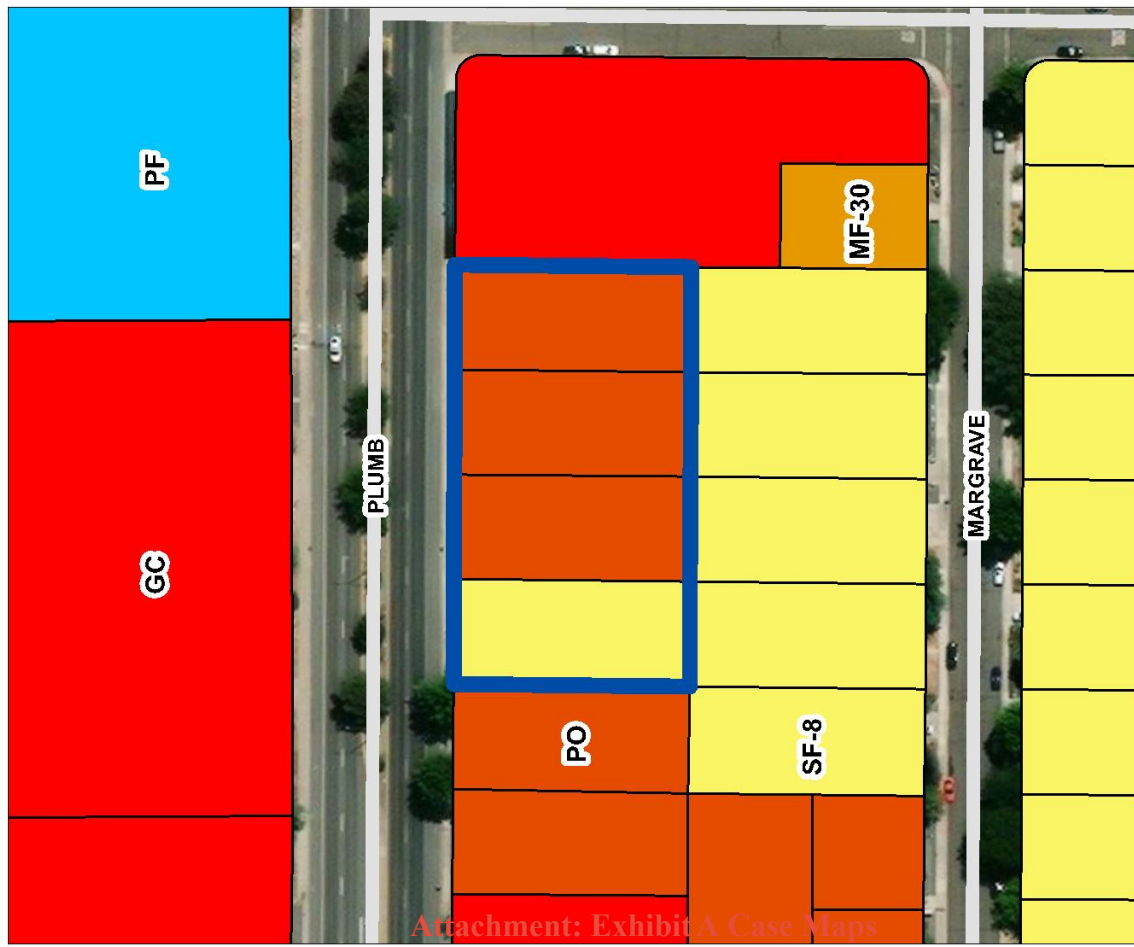 PF
MF-30
PLUMB
MARGRAVE
GC
PO
SF-8
Attachment: Exhibit A Case Maps